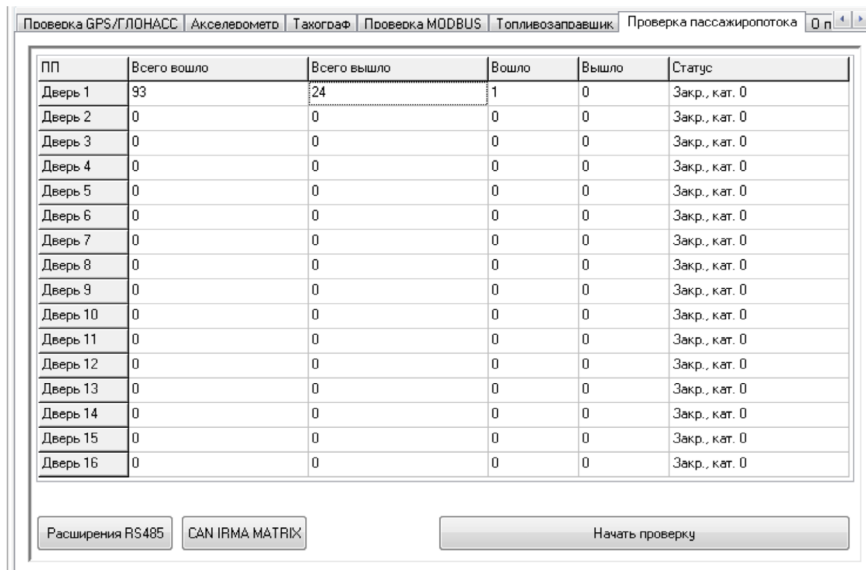 Проверка GPS/ГЛОНАСС Акселерометр Тахограф Проверка MODBUS Топливозаправщик Проверка пассажиропотока О п
ПП Всего вошло Всего вышло Вошло Вышло Статус
Дверь 1 93 24 1 0 Закр., кат. 0
Дверь 2 0 0 0 0 Закр., кат. 0
Дверь 3 0 0 0 0 Закр., кат. 0
Дверь 4 0 0 0 0 Закр., кат. 0
Дверь 5 0 0 0 0 Закр., кат. 0
Дверь 6 0 0 0 0 Закр., кат. 0
Дверь 7 0 0 0 0 Закр., кат. 0
Дверь 8 0 0 0 0 Закр., кат. 0
Дверь 9 0 0 0 0 Закр., кат. 0
Дверь 10 0 0 0 0 Закр., кат. 0
Дверь 11 0 0 0 0 Закр., кат. 0
Дверь 12 0 0 0 0 Закр., кат. 0
Дверь 13 0 0 0 0 Закр., кат. 0
Дверь 14 0 0 0 0 Закр., кат. 0
Дверь 15 0 0 0 0 Закр., кат. 0
Дверь 16 0 0 0 0 Закр., кат. 0
Расширения RS485 CAN IRMA MATRIX Начать проверку